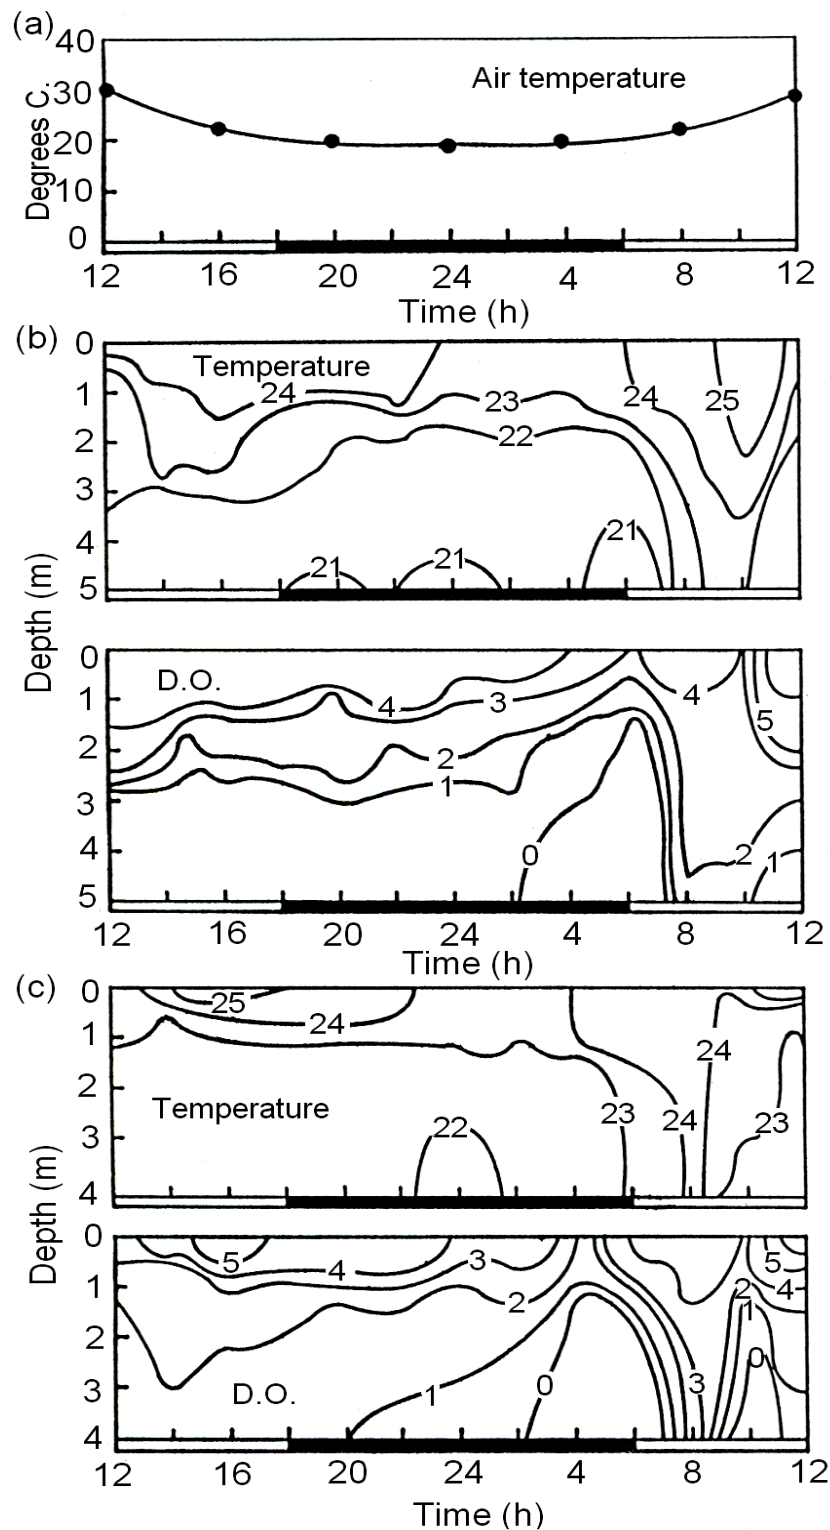 (a)
40
30
20
10
0
Degrees C.
Air temperature
12 16 20 24 4 8 12
Time (h)
(b)
0
1
2
3
4
5
Temperature
24 23 22 24 25
21 21 21
Depth (m)
0
1
2
3
4
5
D.O.
4 3 2 1 0 4 5 2 1
12 16 20 24 4 8 12
Time (h)
(c)
0
1
2
3
4
25
24
Temperature
22 23 24 24 23
Depth (m)
0
1
2
3
4
5 4 3 2 1 0 3 2 1 0 5 4
D.O.
12 16 20 24 4 8 12
Time (h)